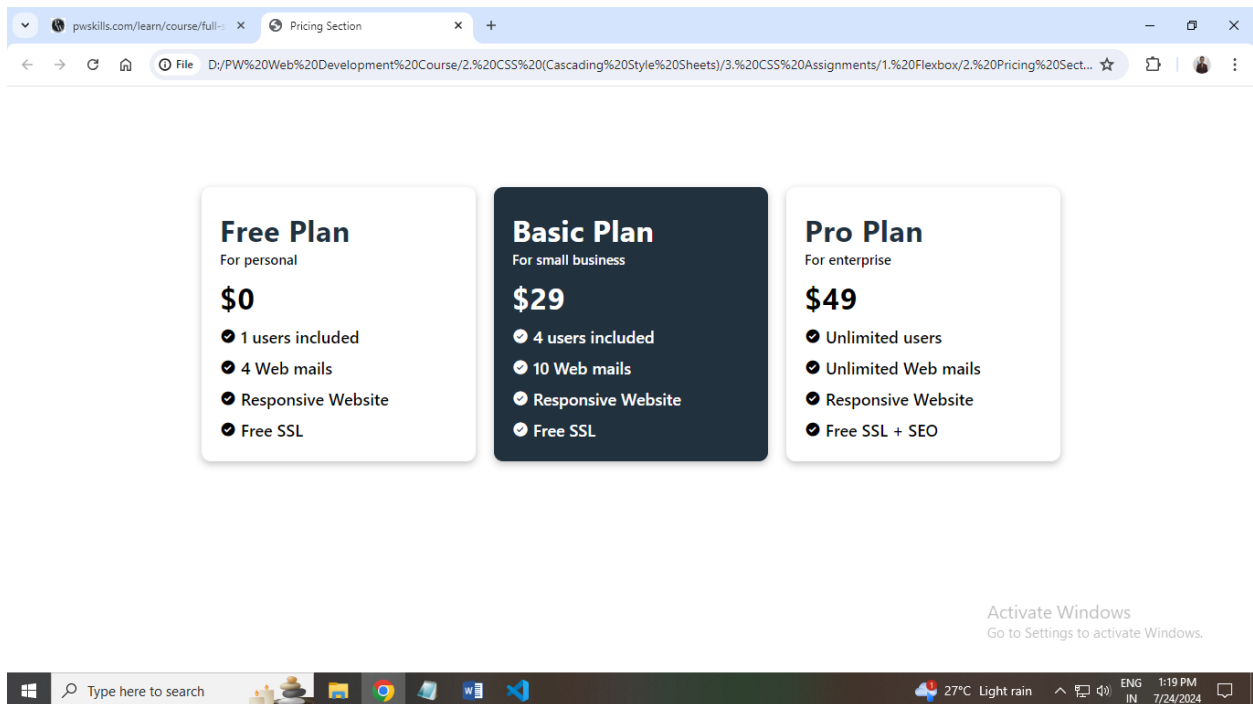 pwskills.com/learn/course/full-s
Pricing Section
File
D:/PW%20Web%20Development%20Course/2.%20CSS%20(Cascading%20Style%20Sheets)/3.%20CSS%20Assignments/1.%20Flexbox/2.%20Pricing%20Sect...
Free Plan
For personal
$0
1 users included
4 Web mails
Responsive Website
Free SSL
Basic Plan
For small business
$29
4 users included
10 Web mails
Responsive Website
Free SSL
Pro Plan
For enterprise
$49
Unlimited users
Unlimited Web mails
Responsive Website
Free SSL + SEO
Activate Windows
Go to Settings to activate Windows.
Type here to search
27°C Light rain
ENG
IN
1:19 PM
7/24/2024